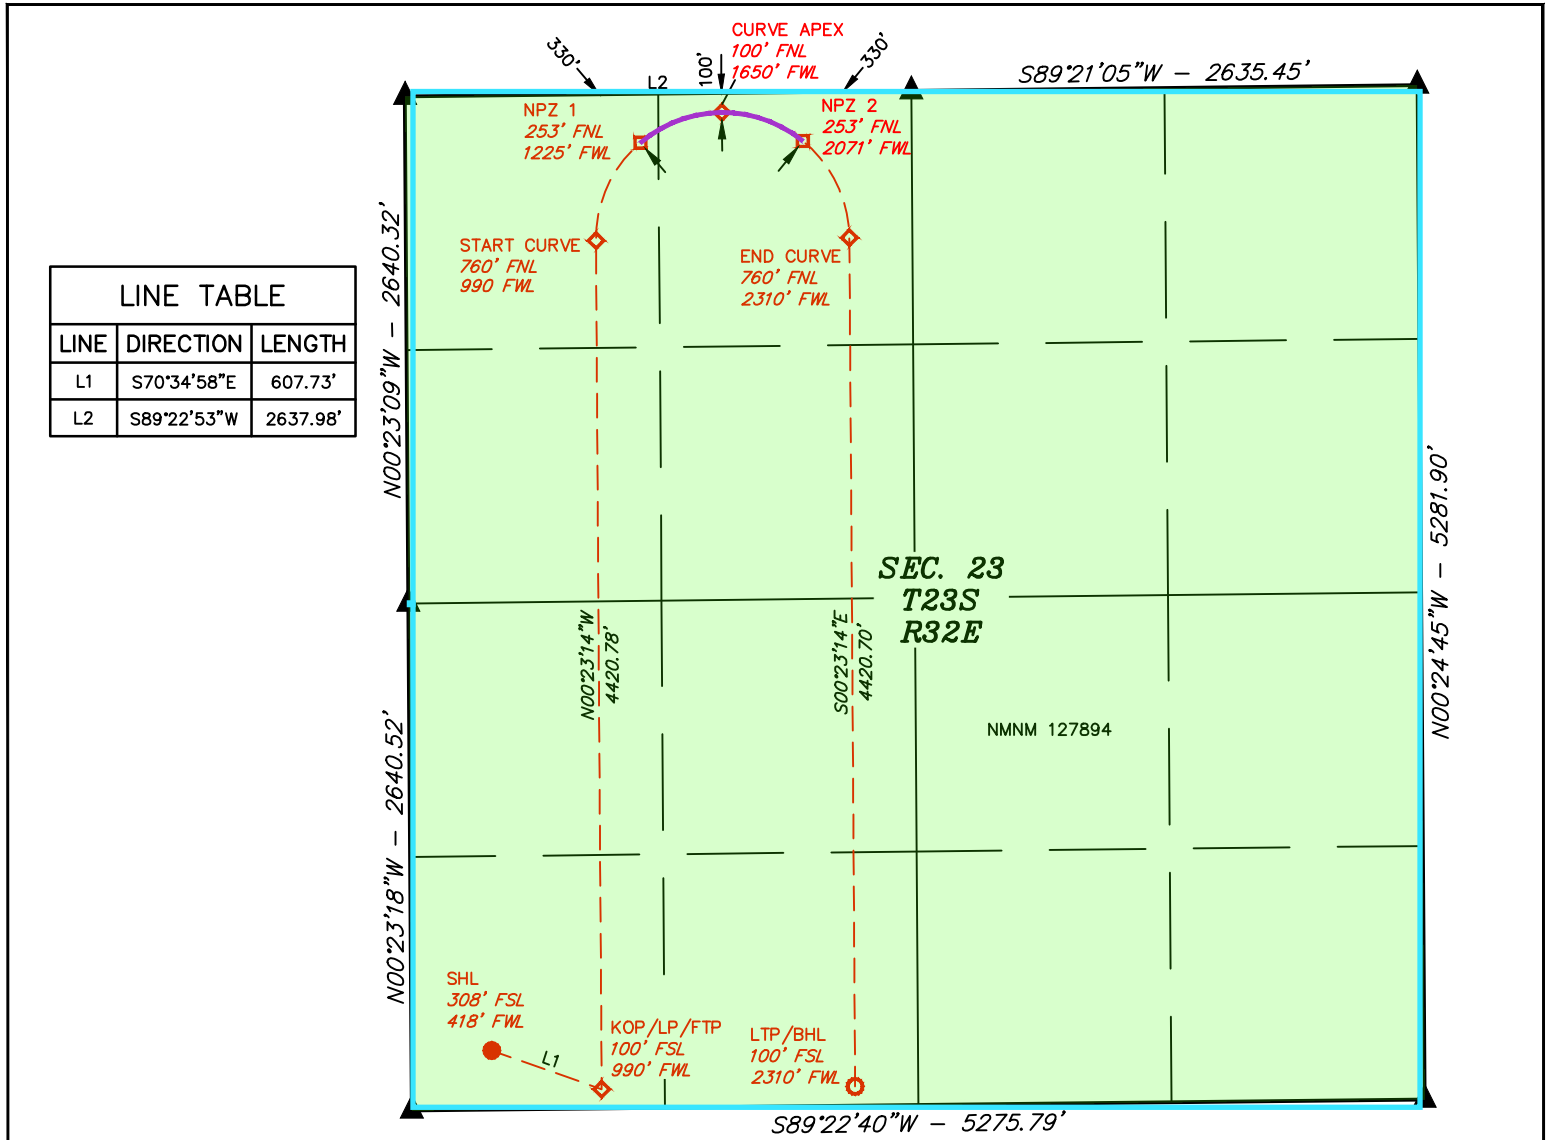 CURVE APEX
100' FNL
1650' FWL
330'
100'
330'
L2
S89°21'05"W - 2635.45'
NPZ 1
253' FNL
1225' FWL
NPZ 2
253' FNL
2071' FWL
N00°23'09"W - 2640.32'
START CURVE
760' FNL
990 FWL
END CURVE
760' FNL
2310' FWL
LINE TABLE
LINE DIRECTION LENGTH
L1 S70°34'58"E 607.73'
L2 S89°22'53"W 2637.98'
SEC. 23
T23S
R32E
N00°23'14"W
4420.78'
S00°23'14"E
4420.70'
N00°24'45"W - 5281.90'
NMNM 127894
N00°23'18"W - 2640.52'
SHL
308' FSL
418' FWL
L1
KOP/LP/FTP
100' FSL
990' FWL
LTP/BHL
100' FSL
2310' FWL
S89°22'40"W - 5275.79'